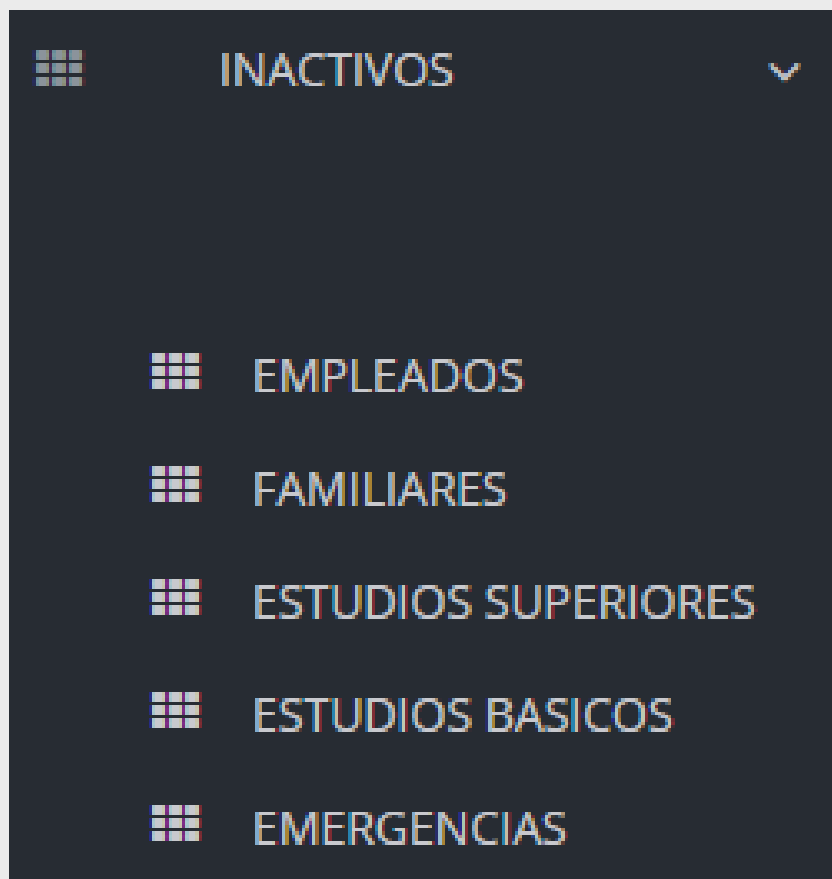 INACTIVOS
EMPLEADOS
FAMILIARES
ESTUDIOS SUPERIORES
ESTUDIOS BASICOS
EMERGENCIAS